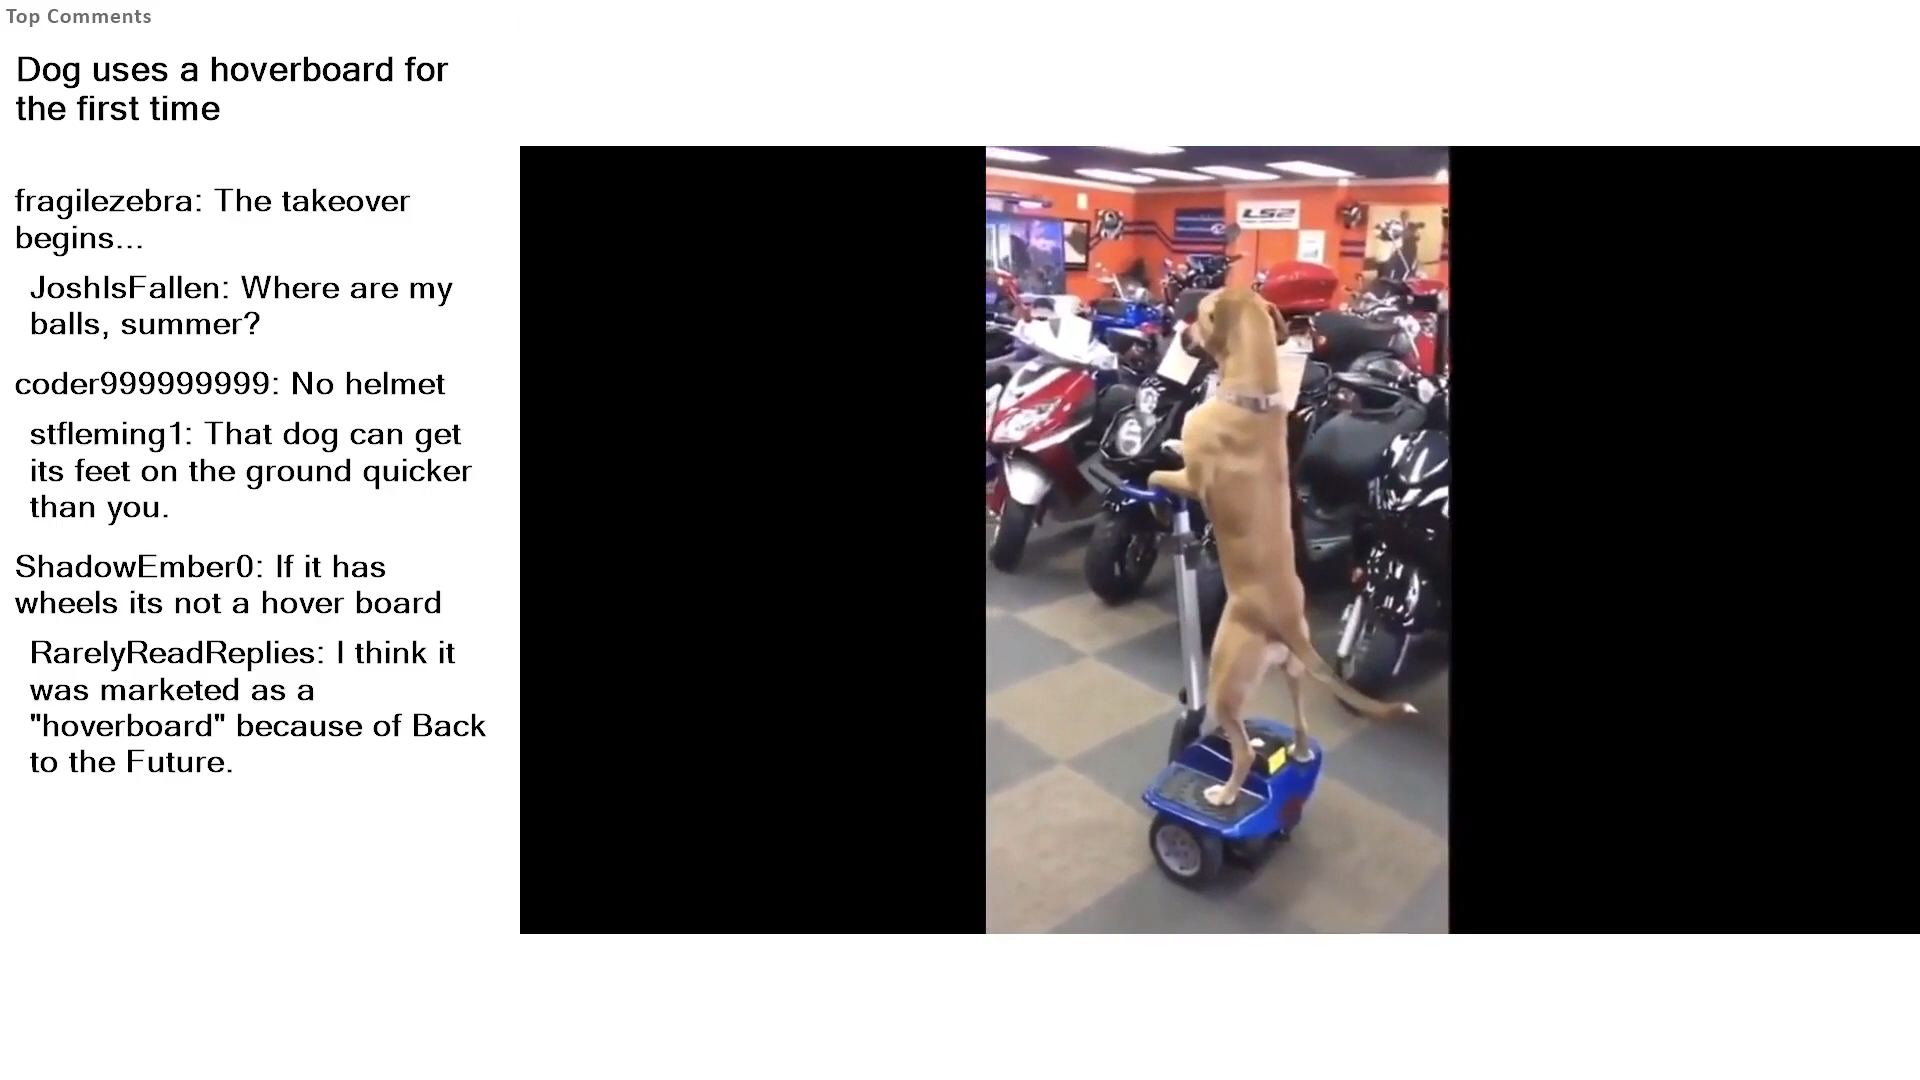 Top Comments
Dog uses a hoverboard for
the first time
fragilezebra: The takeover
begins...
JoshIsFallen: Where are my
balls, summer?
coder999999999: No helmet
stfleming1: That dog can get
its feet on the ground quicker
than you.
ShadowEmber0: If it has
wheels its not a hover board
RarelyReadReplies: I think it
was marketed as a
"hoverboard" because of Back
to the Future.
LS2